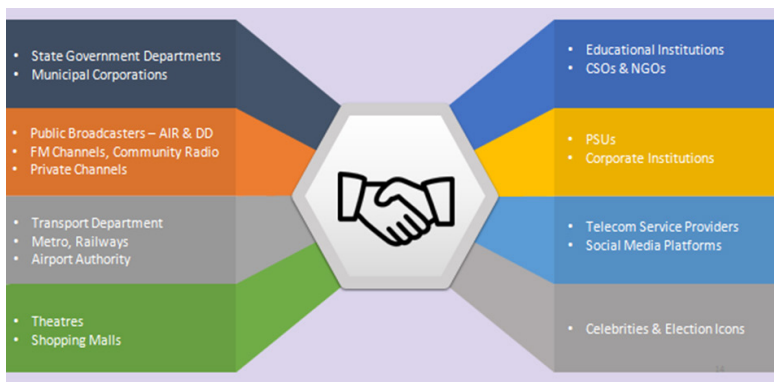 • State Government Departments
• Municipal Corporations
• Public Broadcasters – AIR & DD
• FM Channels, Community Radio
• Private Channels
• Transport Department
• Metro, Railways
• Airport Authority
• Theatres
• Shopping Malls
• Educational Institutions
• CSOs & NGOs
• PSUs
• Corporate Institutions
• Telecom Service Providers
• Social Media Platforms
• Celebrities & Election Icons
14